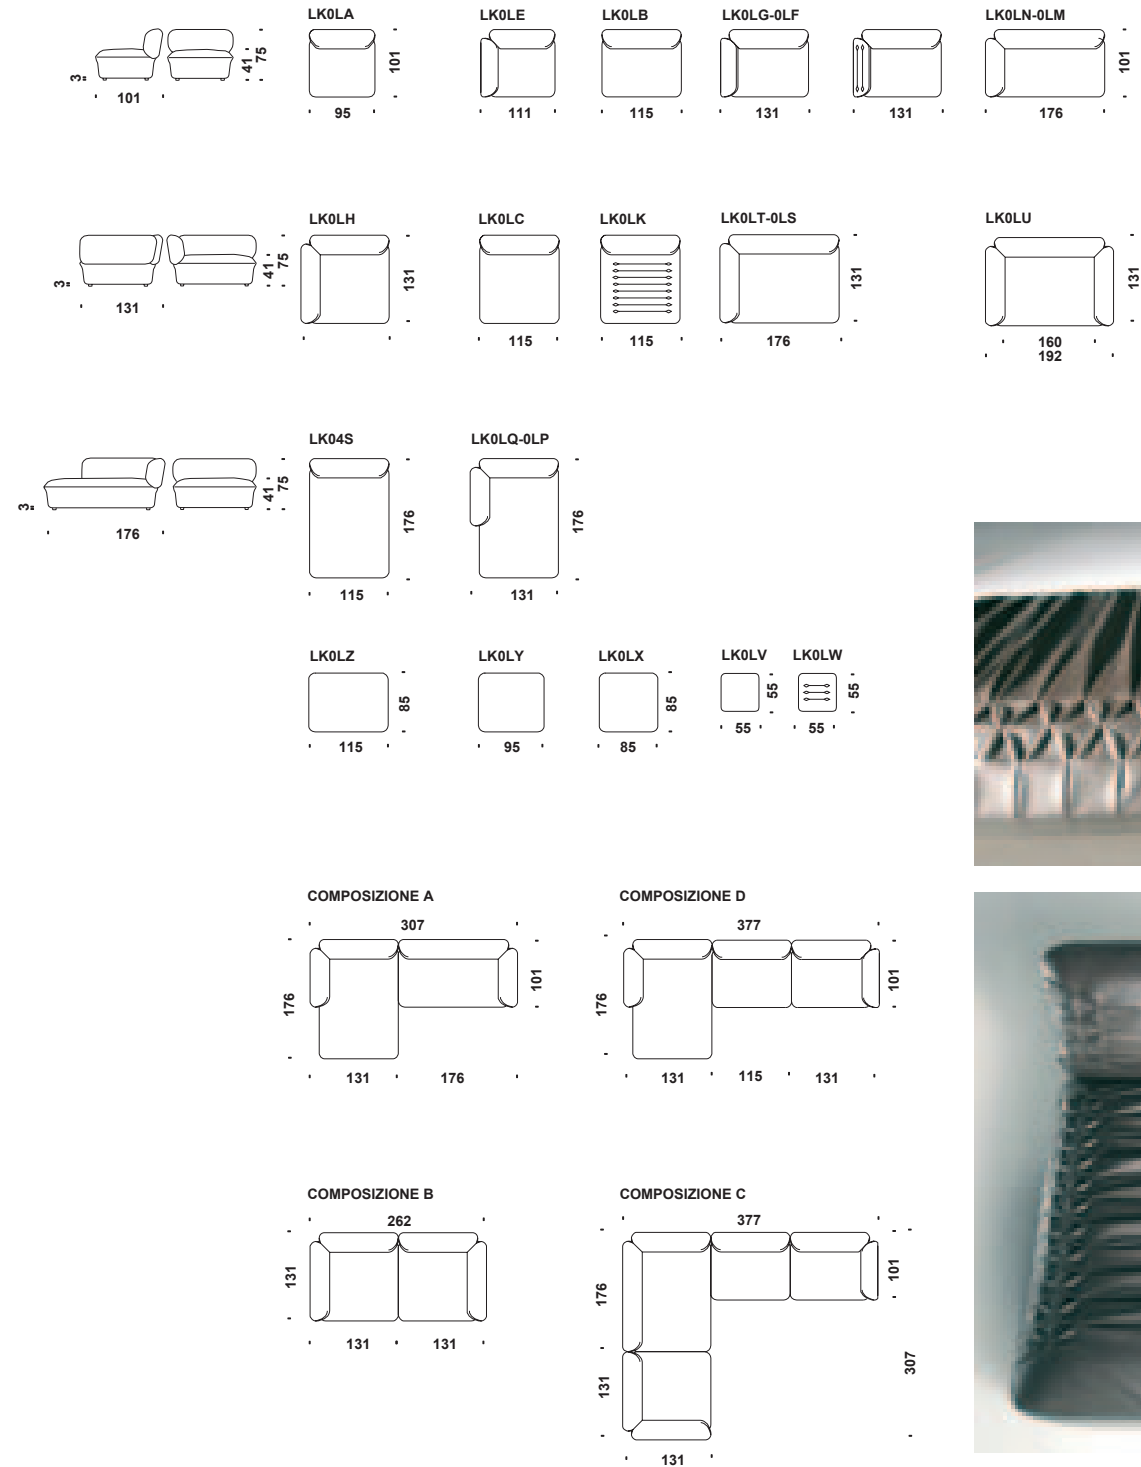 LK0LA LK0LE LK0LB LK0LG-0LF LK0LN-0LM
3 101 41 75 95 101 111 115 131 131 176 101
LK0LH LK0LC LK0LK LK0LT-0LS LK0LU
3 131 41 75 131 115 115 176 131 160 131
192
LK04S LK0LQ-0LP
3 176 41 75 115 176 131 176
LK0LZ LK0LY LK0LX LK0LV LK0LW
115 85 95 85 85 55 55 55 55
COMPOSIZIONE A COMPOSIZIONE D
307 377
176 101 176 101
131 176 131 115 131
COMPOSIZIONE B COMPOSIZIONE C
262 377
131 176 101
131 131 131 307
131